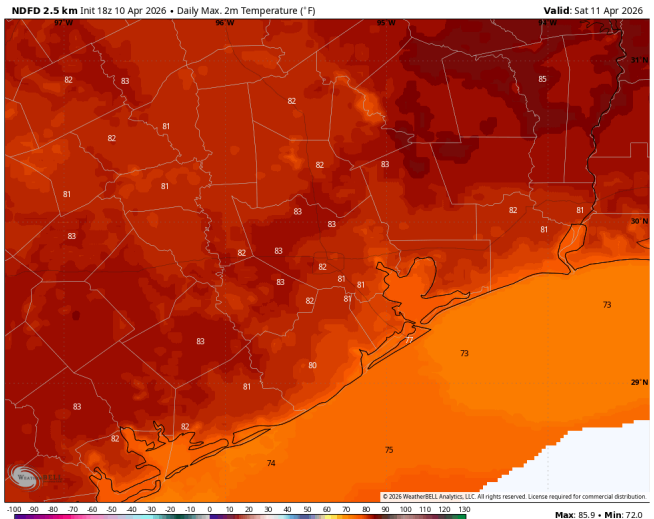 NDFD 2.5 km Init 18z 10 Apr 2026 • Daily Max. 2m Temperature (°F)
Valid: Sat 11 Apr 2026
97°W 96°W 95°W 94°W
31°N
82 83 85
82
81
82
82 83
81 81
83 82 81
83 83 81
30°N
82 83
82
83 81 81
82 81
73
77
83 73
80
29°N
81
83
82
82
75
74
WEATHERBELL
© 2026 WeatherBELL Analytics, LLC. All rights reserved. License required for commercial distribution.
-100 -90 -80 -70 -60 -50 -40 -30 -20 -10 0 10 20 30 40 50 60 70 80 90 100 110 120 130
Max: 85.9 • Min: 72.0